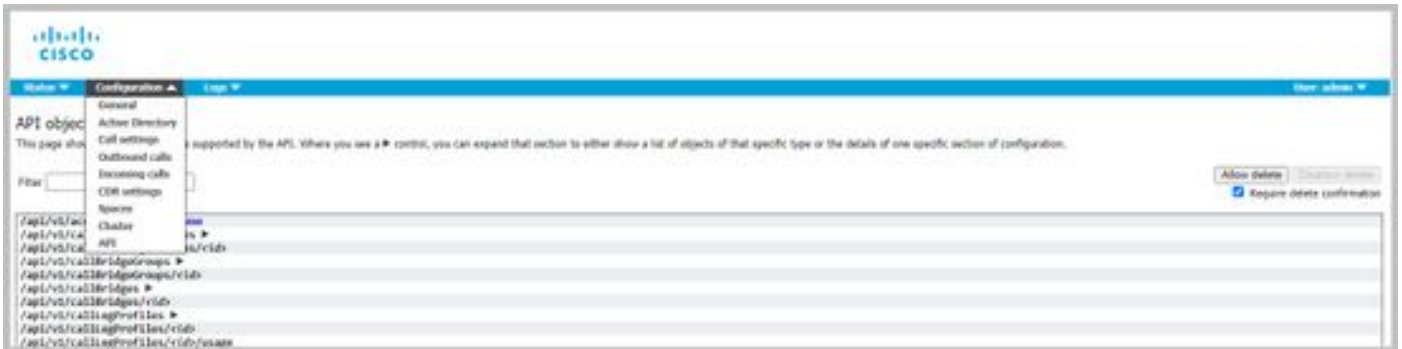 CISCO
Status Configuration Logs User: admin
General
API objec Active Directory
Call settings
This page show supported by the API. Where you see a ► control, you can expand that section to either show a list of objects of that specific type or the details of one specific section of configuration.
Outbound calls
Incoming calls
Filter Allow delete
CDR settings
Require delete confirmation
Spaces
Cluster
API
/api/v1/acc
/api/v1/ca s ►
/api/v1/ca s/<id>
/api/v1/callBridgeGroups ►
/api/v1/callBridgeGroups/<id>
/api/v1/callBridges ►
/api/v1/callBridges/<id>
/api/v1/callLegProfiles ►
/api/v1/callLegProfiles/<id>
/api/v1/callLegProfiles/<id>/usage